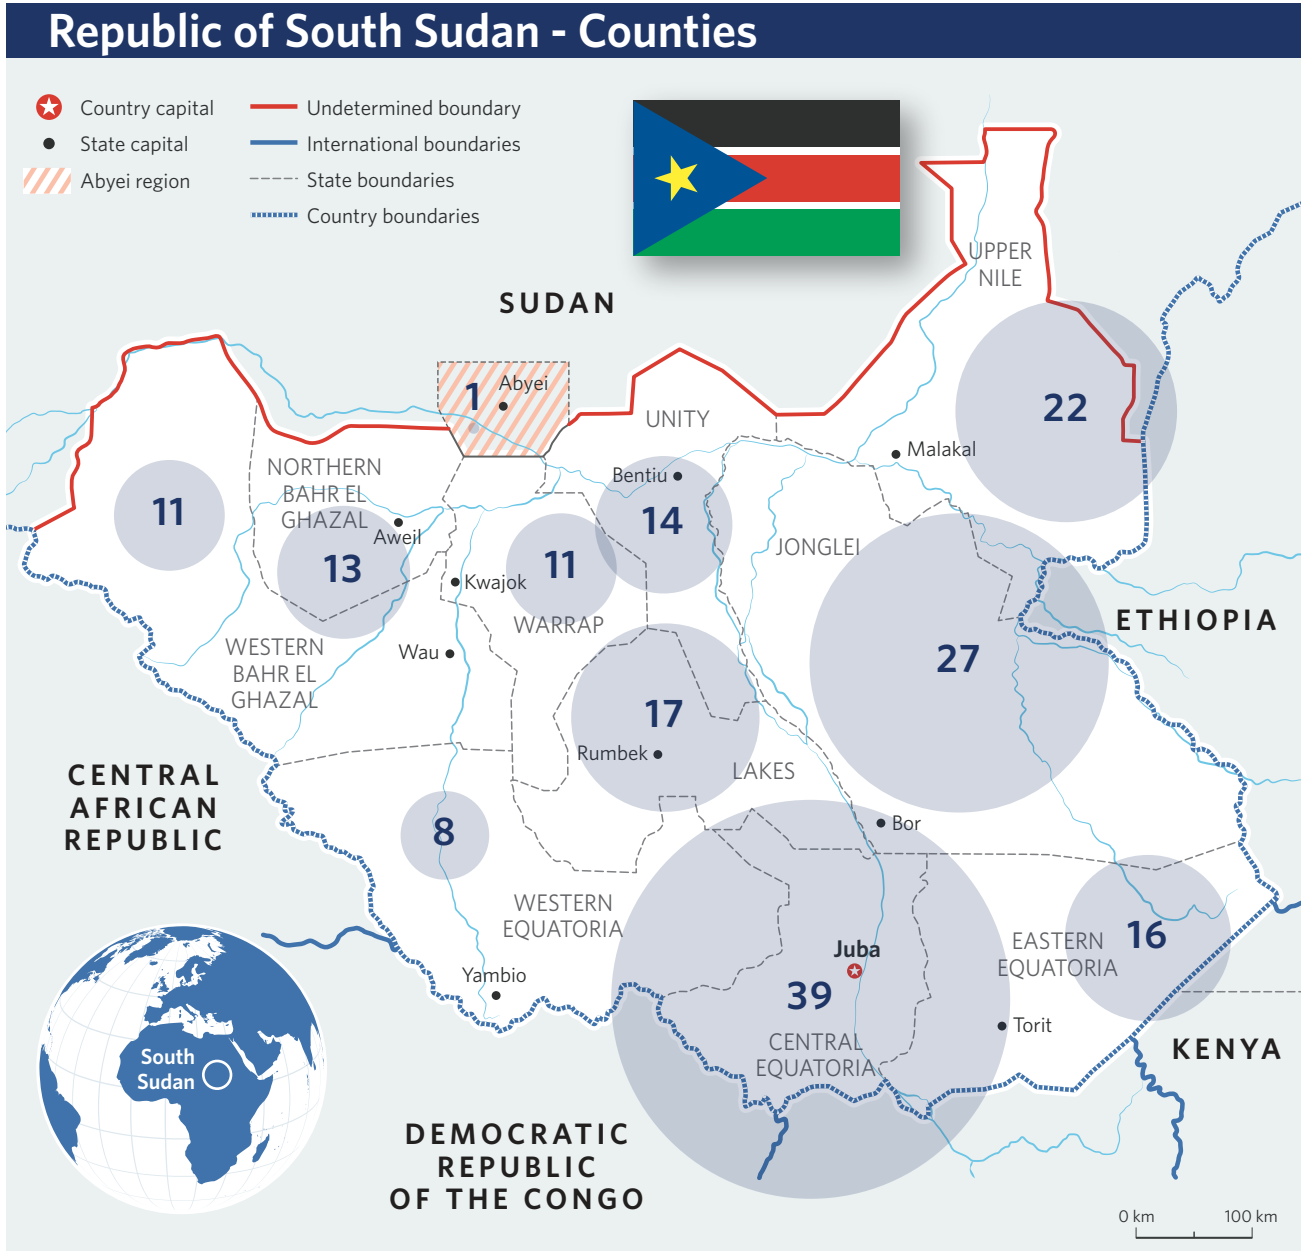 Republic of South Sudan - Counties
Country capital
State capital
Abyei region
Undetermined boundary
International boundaries
State boundaries
Country boundaries
SUDAN
UPPER
NILE
22
1
Abyei
UNITY
Malakal
NORTHERN
BAHR EL
GHAZAL
Bentiu
14
11
Aweil
13
JONGLEI
11
Kwajok
WARRAP
ETHIOPIA
Wau
WESTERN
BAHR EL
GHAZAL
27
17
Rumbek
LAKES
CENTRAL
AFRICAN
REPUBLIC
8
Bor
WESTERN
EQUATORIA
Juba
39
CENTRAL
EQUATORIA
EASTERN
EQUATORIA
16
Yambio
Torit
KENYA
South
Sudan
DEMOCRATIC
REPUBLIC
OF THE CONGO
0 km
100 km